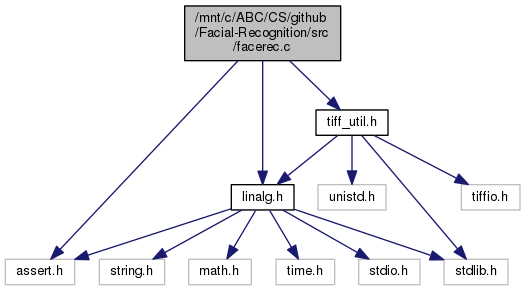 /mnt/c/ABC/CS/github
/Facial-Recognition/src
/facerec.c
tiff_util.h
linalg.h
unistd.h
tiffio.h
assert.h
string.h
math.h
time.h
stdio.h
stdlib.h